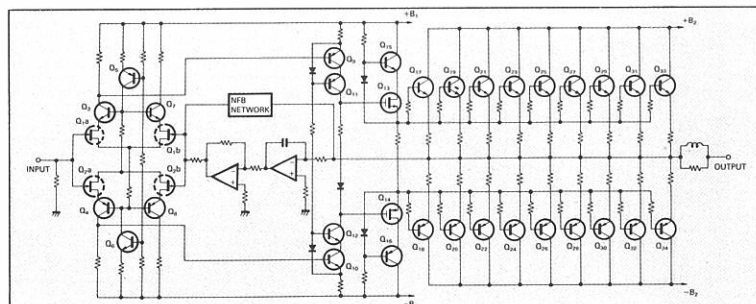 +B₁
+B₂
Q₁₅
Q₅
Q₉
Q₁₇
Q₁₉
Q₂₁
Q₂₃
Q₂₅
Q₂₇
Q₂₉
Q₃₁
Q₃₃
Q₁₁
Q₁₃
Q₃
Q₇
NFB
NETWORK
Q₁a
Q₁b
INPUT
OUTPUT
Q₂a
Q₂b
Q₁₄
Q₄
Q₈
Q₆
Q₁₂
Q₁₆
Q₁₀
Q₁₈
Q₂₀
Q₂₂
Q₂₄
Q₂₆
Q₂₈
Q₃₀
Q₃₂
Q₃₄
-B₂